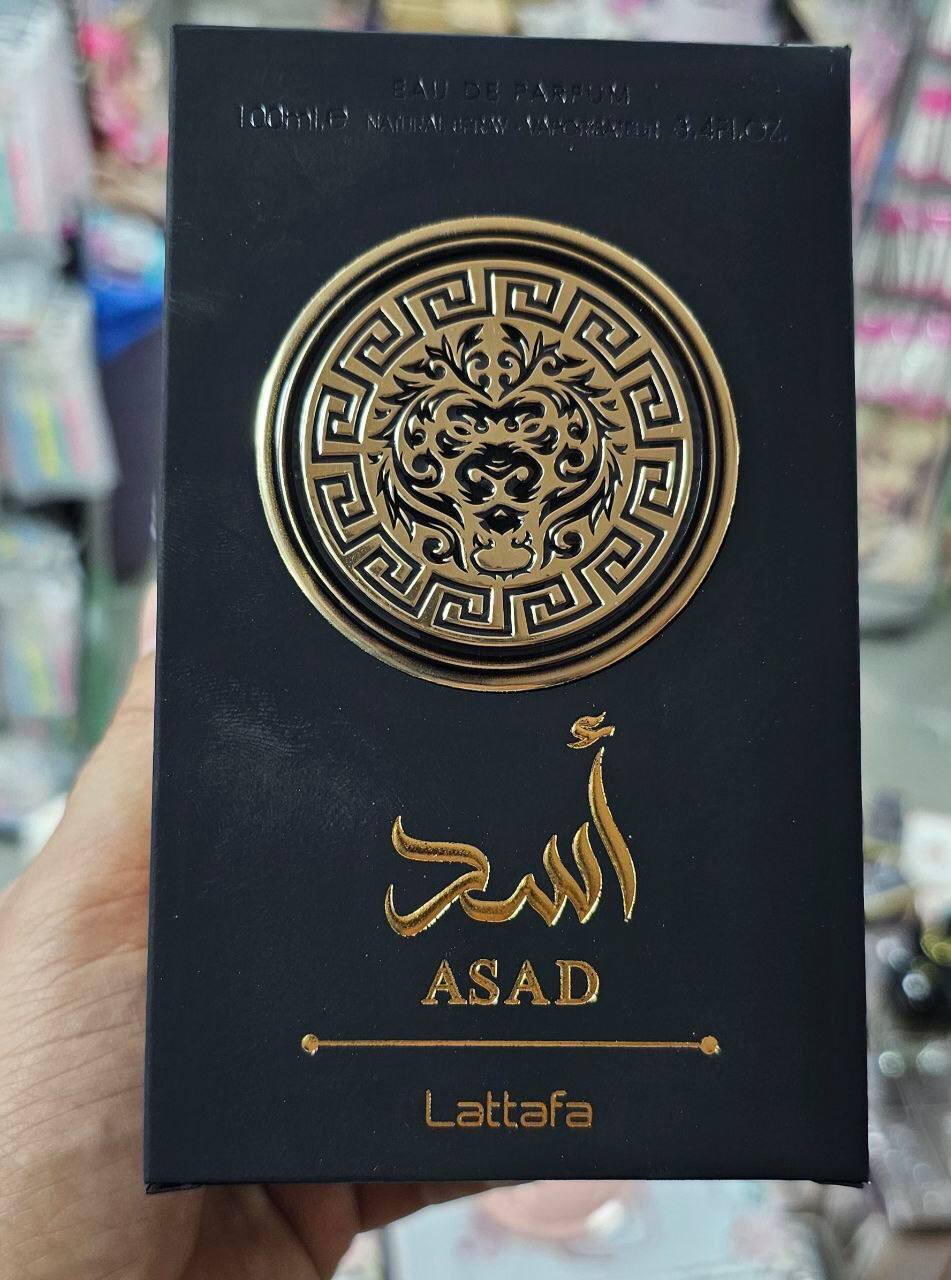 EAU DE PARFUM
100ml.e NATURAL SPRAY - VAPORISATEUR 3.4FL.OZ.
أسد
ASAD
Lattafa